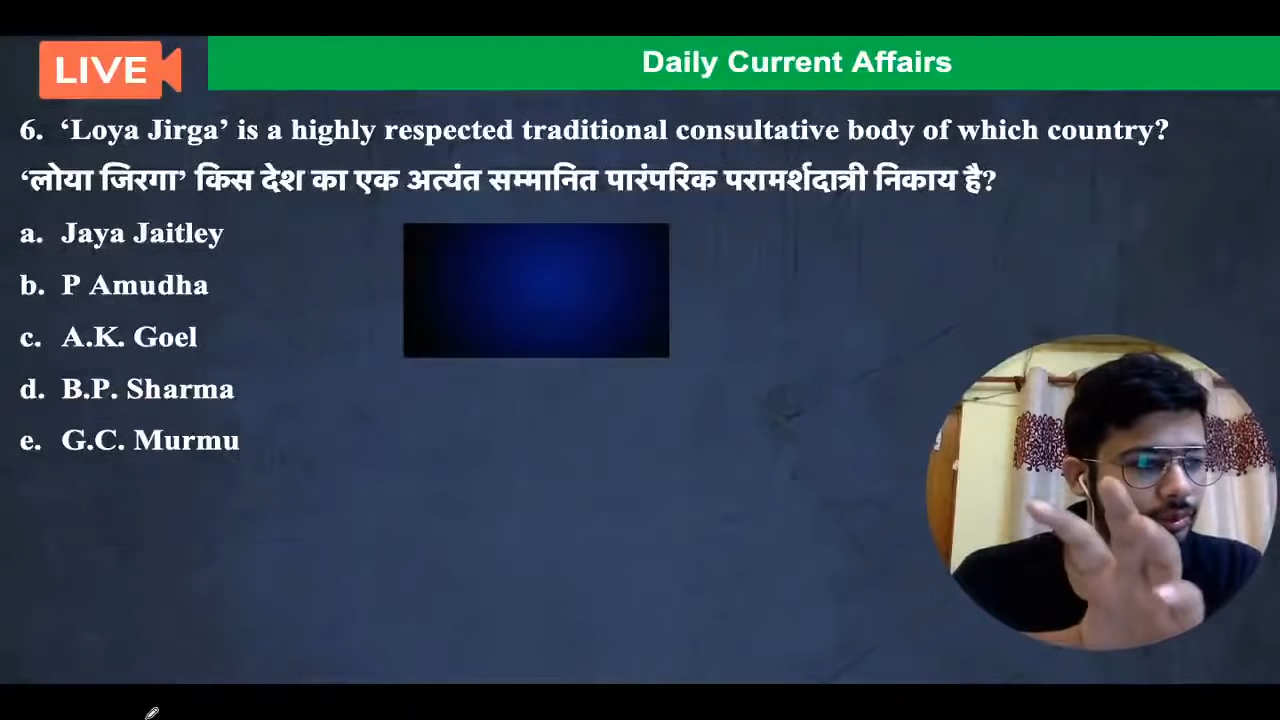 LIVE
Daily Current Affairs
6. ‘Loya Jirga’ is a highly respected traditional consultative body of which country?
‘लोया जिरगा’ किस देश का एक अत्यंत सम्मानित पारंपरिक परामर्शदात्री निकाय है?
a. Jaya Jaitley
b. P Amudha
c. A.K. Goel
d. B.P. Sharma
e. G.C. Murmu